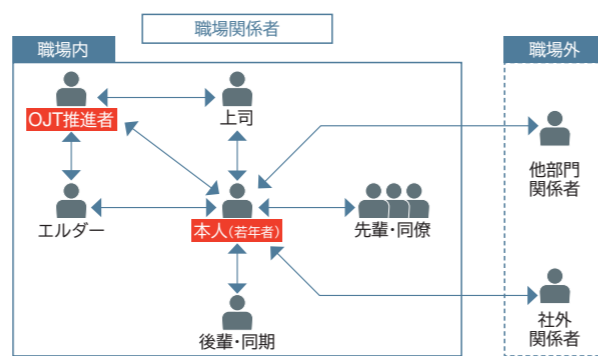 職場関係者
職場内
職場外
OJT推進者
上司
他部門
関係者
エルダー
本人(若年者)
先輩・同僚
後輩・同期
社外
関係者